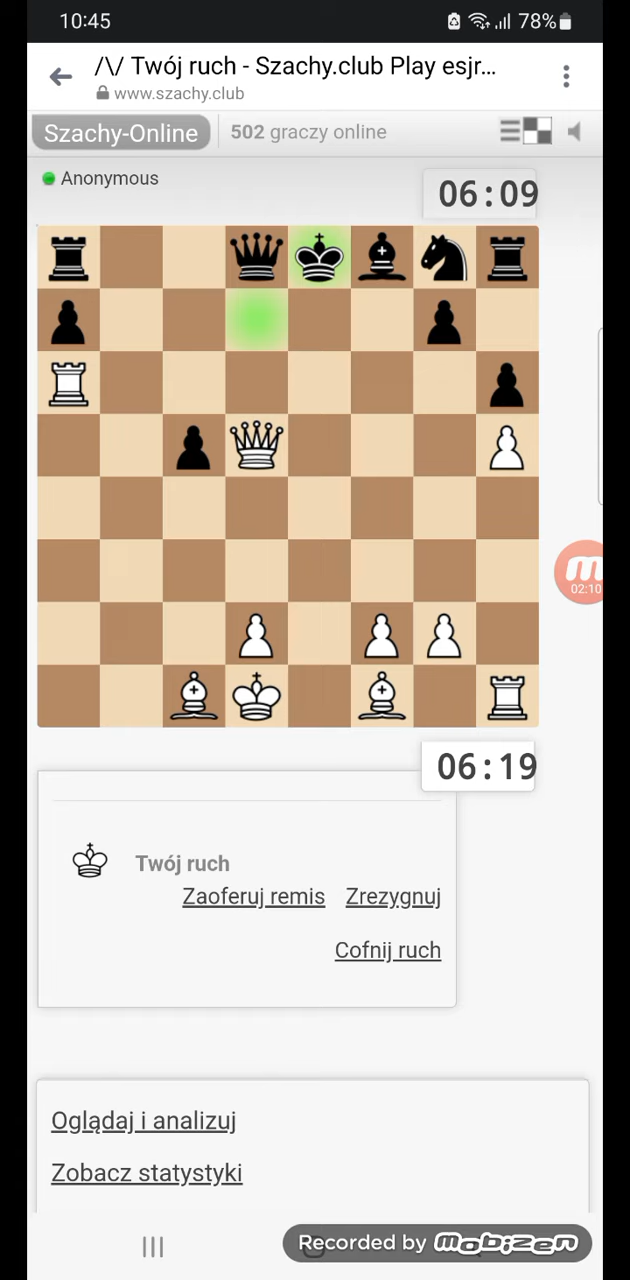 10:45
78%
/\/ Twój ruch - Szachy.club Play esjr...
www.szachy.club
Szachy-Online
502 graczy online
Anonymous
06:09
02:10
06:19
Twój ruch
Zaoferuj remis Zrezygnuj
Cofnij ruch
Oglądaj i analizuj
Zobacz statystyki
Recorded by mobizen